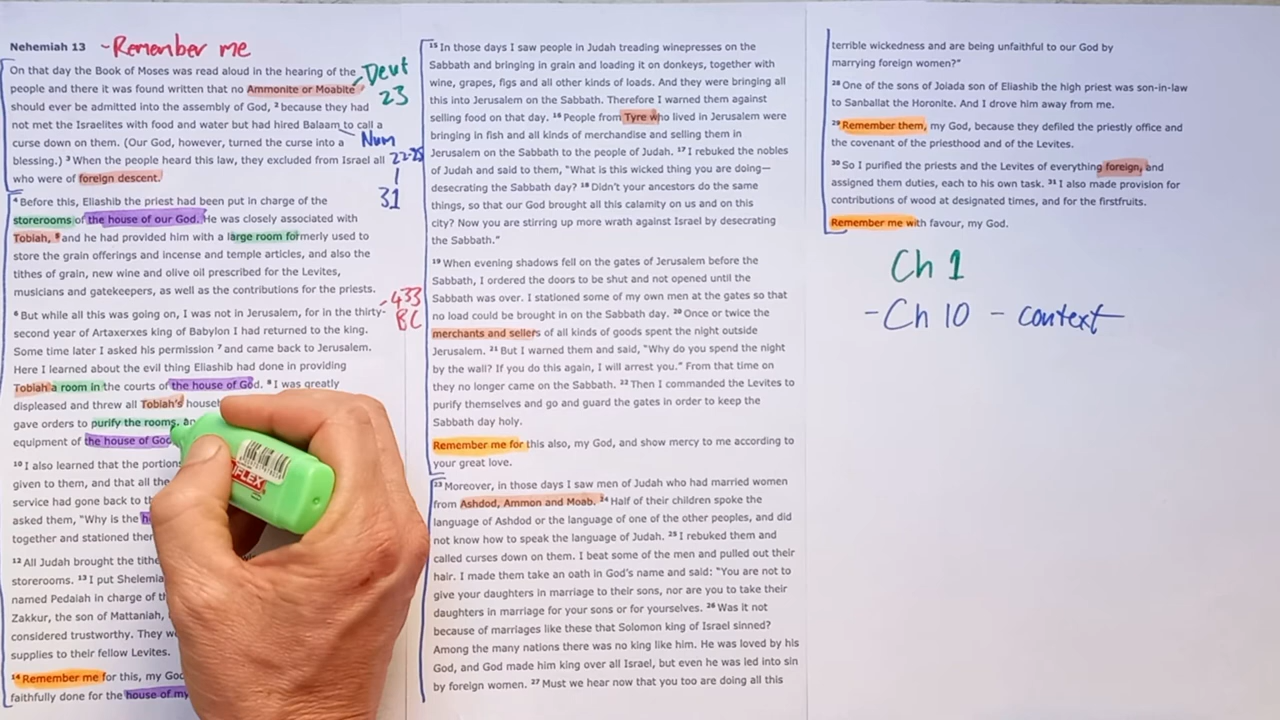 Nehemiah 13 - Remember me
On that day the Book of Moses was read aloud in the hearing of the
people and there it was found written that no Ammonite or Moabite
should ever be admitted into the assembly of God, ² because they had
not met the Israelites with food and water but had hired Balaam to call a
curse down on them. (Our God, however, turned the curse into a
blessing.) ³ When the people heard this law, they excluded from Israel all
who were of foreign descent.
Deut
23
Num
22-25
31
⁴ Before this, Eliashib the priest had been put in charge of the
storerooms of the house of our God. He was closely associated with
Tobiah, ⁵ and he had provided him with a large room formerly used to
store the grain offerings and incense and temple articles, and also the
tithes of grain, new wine and olive oil prescribed for the Levites,
musicians and gatekeepers, as well as the contributions for the priests.
⁶ But while all this was going on, I was not in Jerusalem, for in the thirty-
second year of Artaxerxes king of Babylon I had returned to the king.
Some time later I asked his permission ⁷ and came back to Jerusalem.
Here I learned about the evil thing Eliashib had done in providing
Tobiah a room in the courts of the house of God. ⁸ I was greatly
displeased and threw all Tobiah's
gave orders to purify the rooms,
equipment of the house of God
433
BC
¹⁰ I also learned that the portions
given to them, and that all the
service had gone back to
asked them, "Why is the
together and stationed
¹² All Judah brought the
storerooms. ¹³ I put
named Pedaiah in charge of
Zakkur, the son of Mattaniah,
considered trustworthy. They
supplies to their fellow Levites.
¹⁴ Remember me for this, my God
faithfully done for the house of my
¹⁵ In those days I saw people in Judah treading winepresses on the
Sabbath and bringing in grain and loading it on donkeys, together with
wine, grapes, figs and all other kinds of loads. And they were bringing all
this into Jerusalem on the Sabbath. Therefore I warned them against
selling food on that day. ¹⁶ People from Tyre who lived in Jerusalem were
bringing in fish and all kinds of merchandise and selling them in
Jerusalem on the Sabbath to the people of Judah. ¹⁷ I rebuked the nobles
of Judah and said to them, "What is this wicked thing you are doing—
desecrating the Sabbath day? ¹⁸ Didn't your ancestors do the same
things, so that our God brought all this calamity on us and on this
city? Now you are stirring up more wrath against Israel by desecrating
the Sabbath."
¹⁹ When evening shadows fell on the gates of Jerusalem before the
Sabbath, I ordered the doors to be shut and not opened until the
Sabbath was over. I stationed some of my own men at the gates so that
no load could be brought in on the Sabbath day. ²⁰ Once or twice the
merchants and sellers of all kinds of goods spent the night outside
Jerusalem. ²¹ But I warned them and said, "Why do you spend the night
by the wall? If you do this again, I will arrest you." From that time on
they no longer came on the Sabbath. ²² Then I commanded the Levites to
purify themselves and go and guard the gates in order to keep the
Sabbath day holy.
Remember me for this also, my God, and show mercy to me according to
your great love.
²³ Moreover, in those days I saw men of Judah who had married women
from Ashdod, Ammon and Moab. ²⁴ Half of their children spoke the
language of Ashdod or the language of one of the other peoples, and did
not know how to speak the language of Judah. ²⁵ I rebuked them and
called curses down on them. I beat some of the men and pulled out their
hair. I made them take an oath in God's name and said: "You are not to
give your daughters in marriage to their sons, nor are you to take their
daughters in marriage for your sons or for yourselves. ²⁶ Was it not
because of marriages like these that Solomon king of Israel sinned?
Among the many nations there was no king like him. He was loved by his
God, and God made him king over all Israel, but even he was led into sin
by foreign women. ²⁷ Must we hear now that you too are doing all this
terrible wickedness and are being unfaithful to our God by
marrying foreign women?"
²⁸ One of the sons of Joiada son of Eliashib the high priest was son-in-law
to Sanballat the Horonite. And I drove him away from me.
²⁹ Remember them, my God, because they defiled the priestly office and
the covenant of the priesthood and of the Levites.
³⁰ So I purified the priests and the Levites of everything foreign, and
assigned them duties, each to his own task. ³¹ I also made provision for
contributions of wood at designated times, and for the firstfruits.
Remember me with favour, my God.
Ch 1
- Ch 10 - context